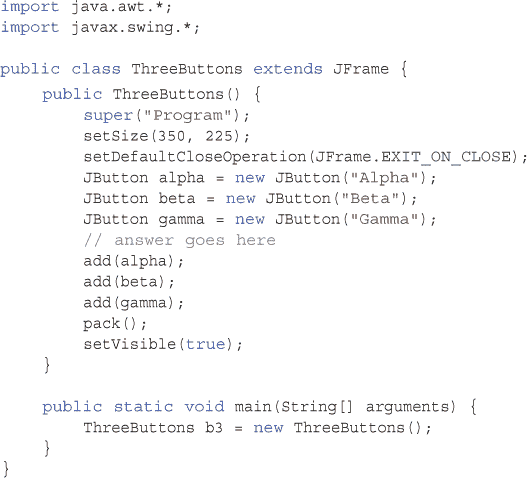 import java.awt.*;
import javax.swing.*;

public class ThreeButtons extends JFrame {
    public ThreeButtons() {
        super("Program");
        setSize(350, 225);
        setDefaultCloseOperation(JFrame.EXIT_ON_CLOSE);
        JButton alpha = new JButton("Alpha");
        JButton beta = new JButton("Beta");
        JButton gamma = new JButton("Gamma");
        // answer goes here
        add(alpha);
        add(beta);
        add(gamma);
        pack();
        setVisible(true);
    }

    public static void main(String[] arguments) {
        ThreeButtons b3 = new ThreeButtons();
    }
}